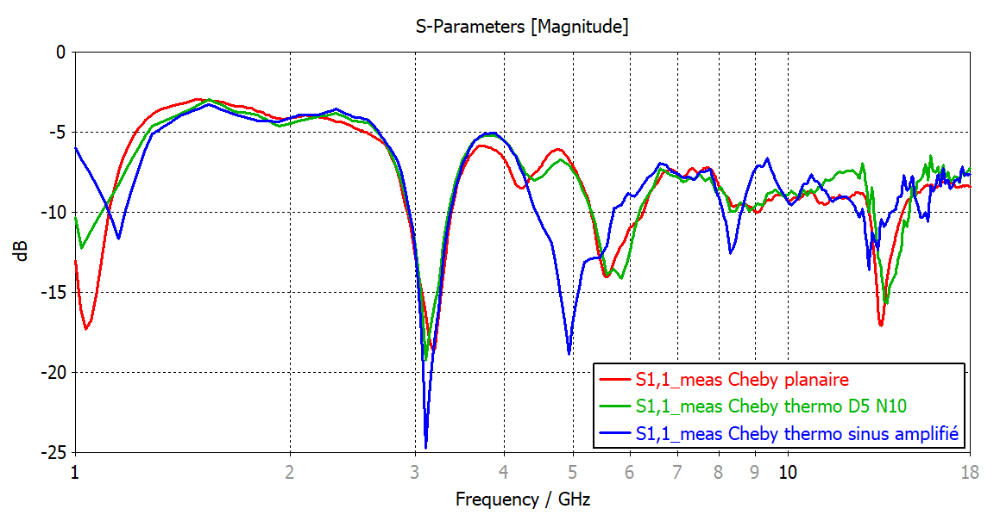 S-Parameters [Magnitude]
0
-5
-10
-15
-20
-25
dB
S1,1_meas Cheby planaire
S1,1_meas Cheby thermo D5 N10
S1,1_meas Cheby thermo sinus amplifié
1 2 3 4 5 6 7 8 9 10 18
Frequency / GHz